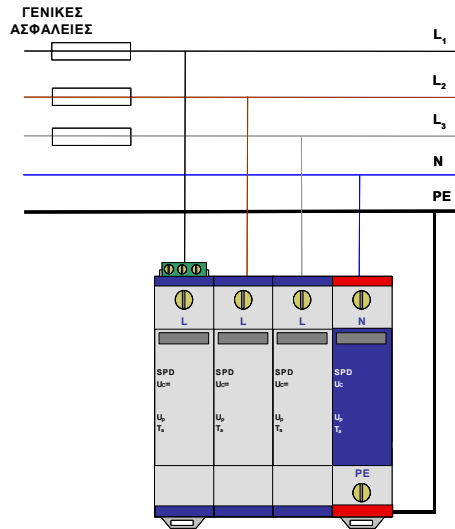 ΓΕΝΙΚΕΣ
ΑΣΦΑΛΕΙΕΣ
L1
L2
L3
N
PE
L L L N
SPD SPD SPD SPD
Uc= Uc= Uc= Uc
Up Up Up Up
Ta Ta Ta Ta
PE